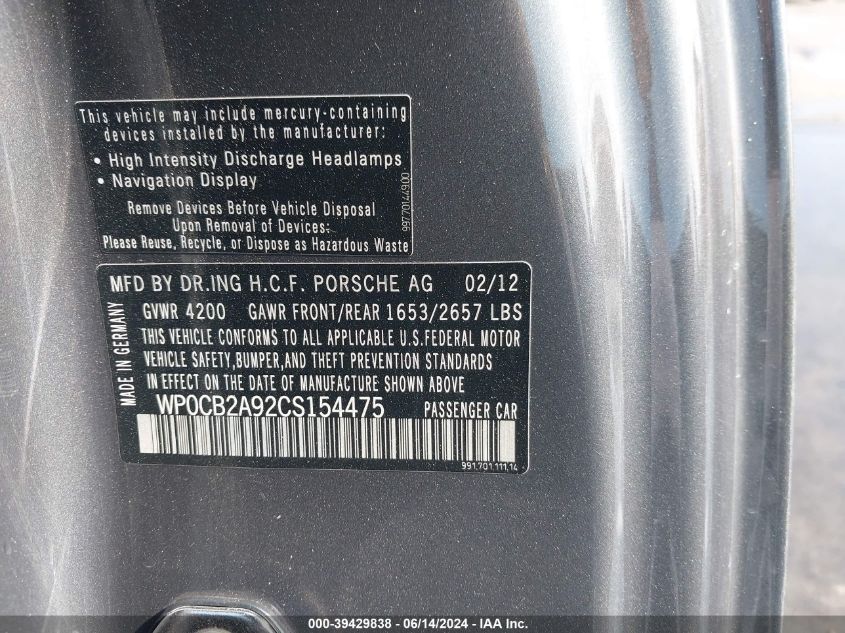 This vehicle may include mercury-containing
devices installed by the manufacturer:
• High Intensity Discharge Headlamps
• Navigation Display
Remove Devices Before Vehicle Disposal
Upon Removal of Devices:
Please Reuse, Recycle, or Dispose as Hazardous Waste
997.701.449.00
MFD BY DR.ING H.C.F. PORSCHE AG 02/12
GVWR 4200 GAWR FRONT/REAR 1653/2657 LBS
THIS VEHICLE CONFORMS TO ALL APPLICABLE U.S.FEDERAL MOTOR
VEHICLE SAFETY,BUMPER,AND THEFT PREVENTION STANDARDS
IN EFFECT ON THE DATE OF MANUFACTURE SHOWN ABOVE
WP0CB2A92CS154475 PASSENGER CAR
MADE IN GERMANY
991.701.111.14
000-39429838 - 06/14/2024 - IAA Inc.